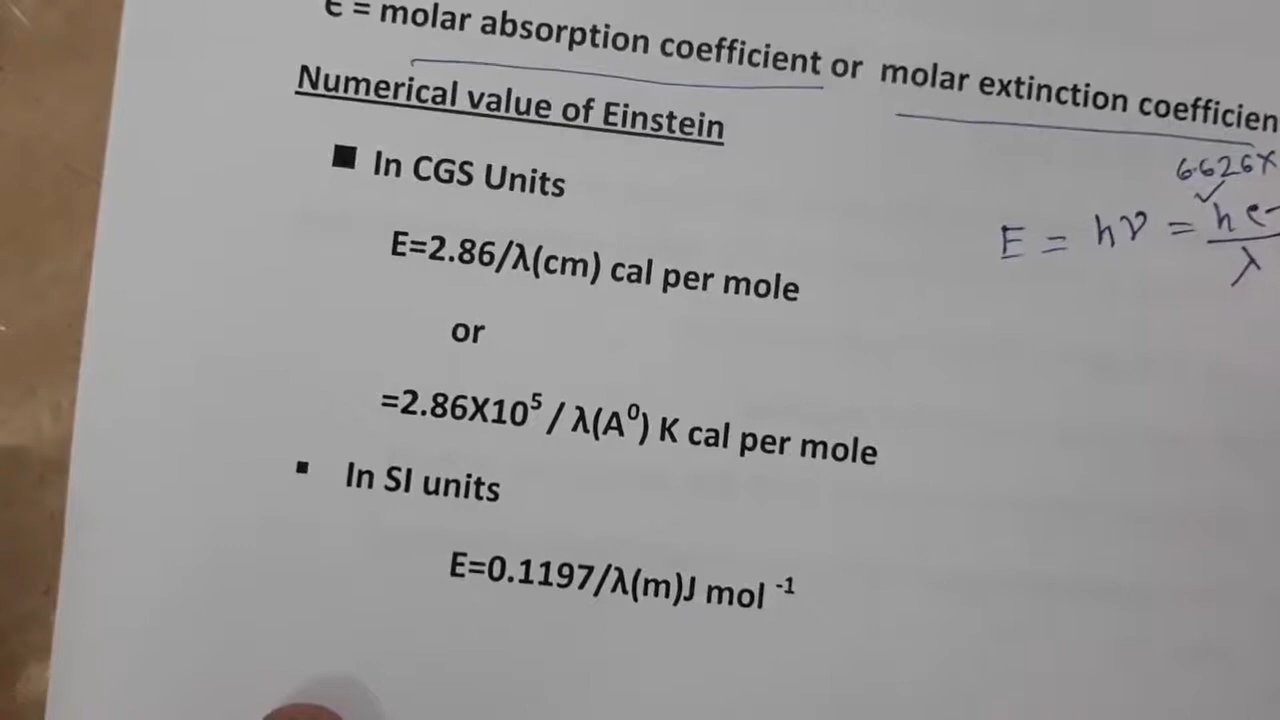 ϵ = molar absorption coefficient or molar extinction coefficien
Numerical value of Einstein
■ In CGS Units
6.626×
E = hν = hc
λ
E=2.86/λ(cm) cal per mole
or
=2.86X10⁵ / λ(A⁰) K cal per mole
▪ In SI units
E=0.1197/λ(m)J mol ⁻¹